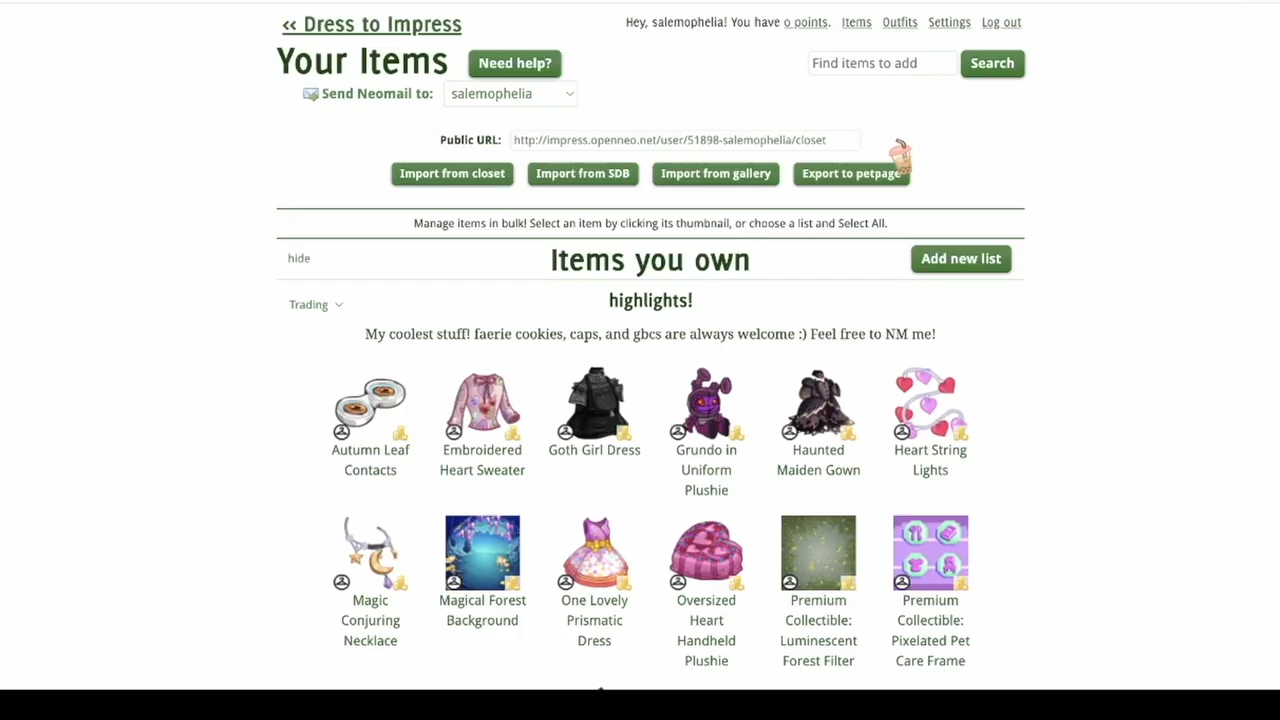 << Dress to Impress
Hey, salemophelia! You have 0 points. Items Outfits Settings Log out
Your Items Need help? Find items to add Search
Send Neomail to: salemophelia
Public URL: http://impress.openneo.net/user/51898-salemophelia/closet
Import from closet Import from SDB Import from gallery Export to petpage
Manage items in bulk! Select an item by clicking its thumbnail, or choose a list and Select All.
hide Items you own Add new list
Trading highlights!
My coolest stuff! faerie cookies, caps, and gbcs are always welcome :) Feel free to NM me!
Autumn Leaf Contacts
Embroidered Heart Sweater
Goth Girl Dress
Grundo in Uniform Plushie
Haunted Maiden Gown
Heart String Lights
Magic Conjuring Necklace
Magical Forest Background
One Lovely Prismatic Dress
Oversized Heart Handheld Plushie
Premium Collectible: Luminescent Forest Filter
Premium Collectible: Pixelated Pet Care Frame